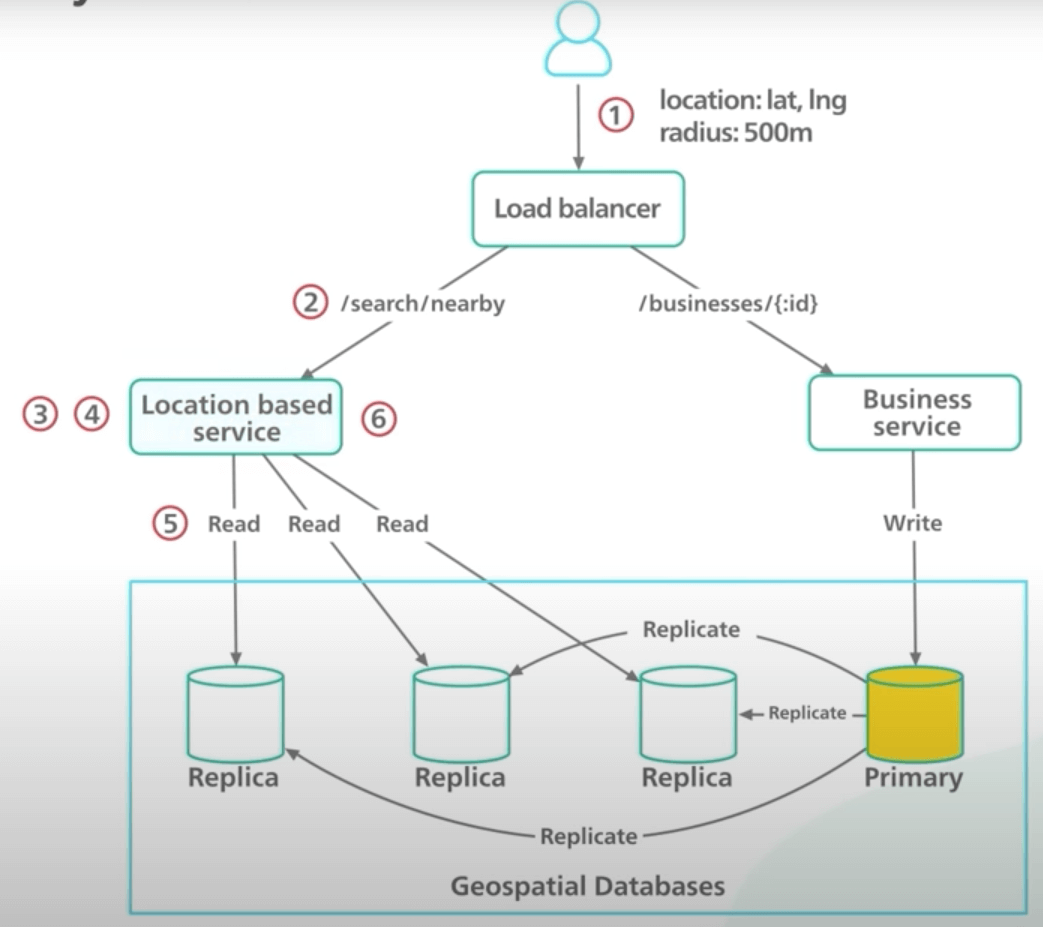 1
location: lat, lng
radius: 500m
Load balancer
2
/search/nearby
/businesses/{:id}
3
4
Location based
service
6
Business
service
5
Read
Read
Read
Write
Replicate
Replicate
Replica
Replica
Replica
Primary
Replicate
Geospatial Databases